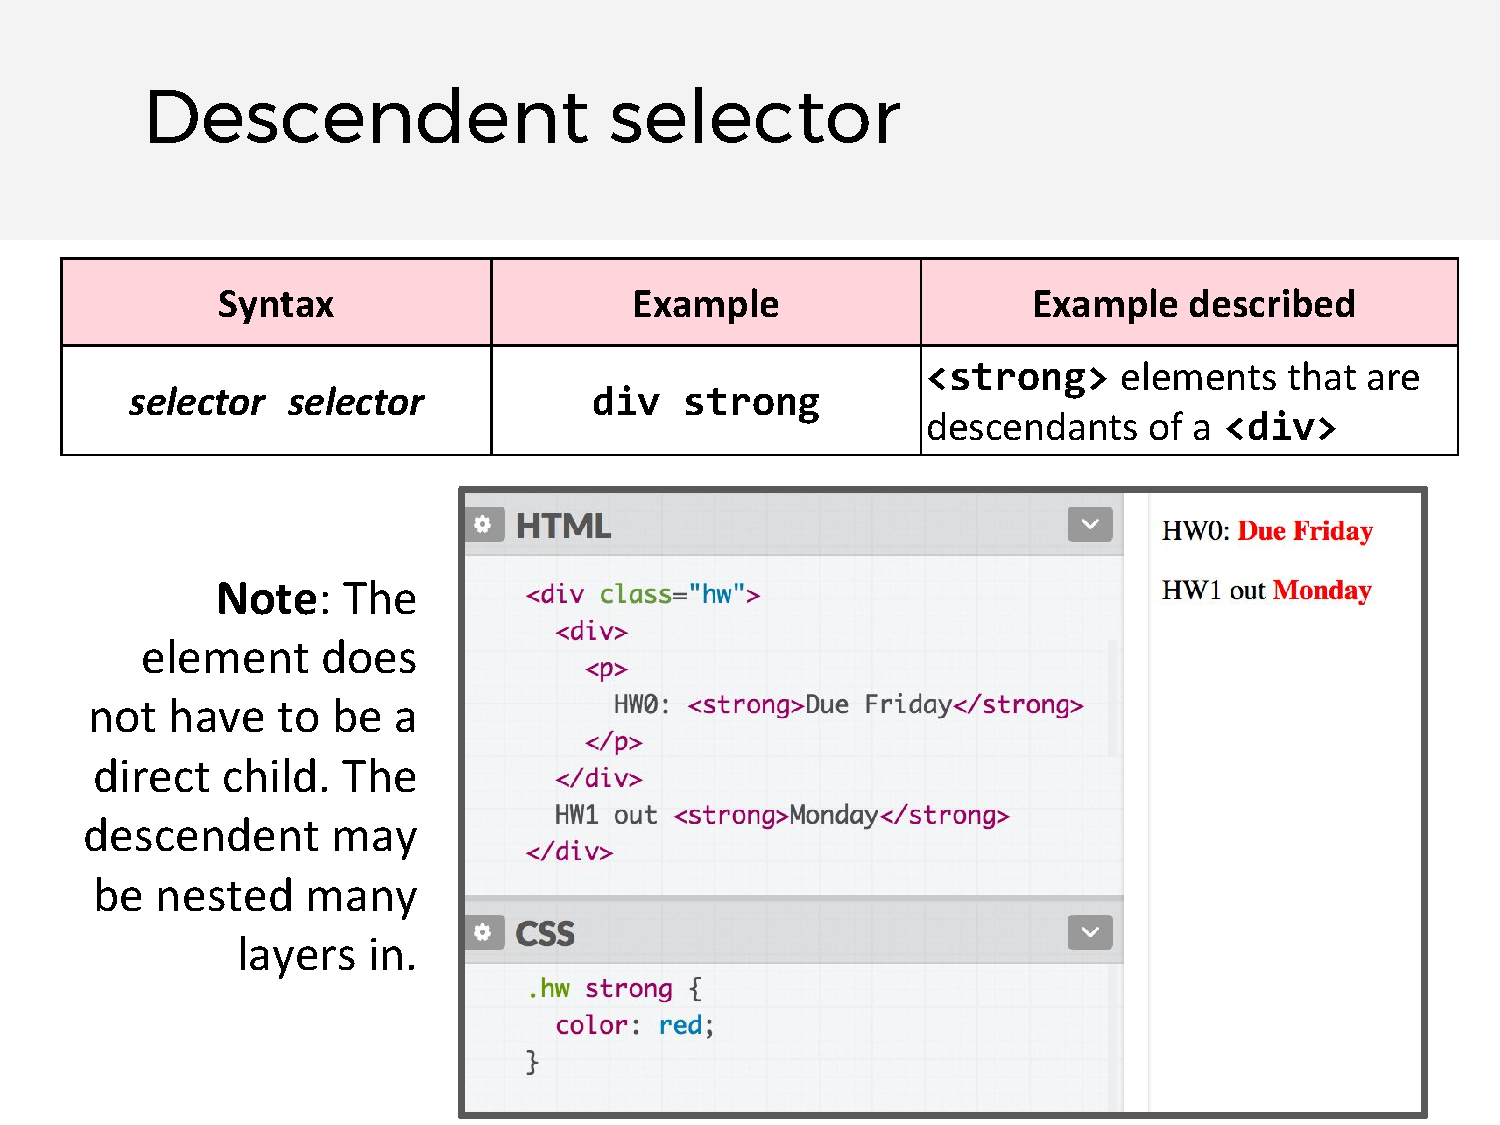 Descendent selector
Syntax Example Example described
selector selector div strong <strong> elements that are
descendants of a <div>
Note: The
element does
not have to be a
direct child. The
descendent may
be nested many
layers in.
HTML
<div class="hw">
<div>
<p>
HW0: <strong>Due Friday</strong>
</p>
</div>
HW1 out <strong>Monday</strong>
</div>
CSS
.hw strong {
color: red;
}
HW0: Due Friday
HW1 out Monday